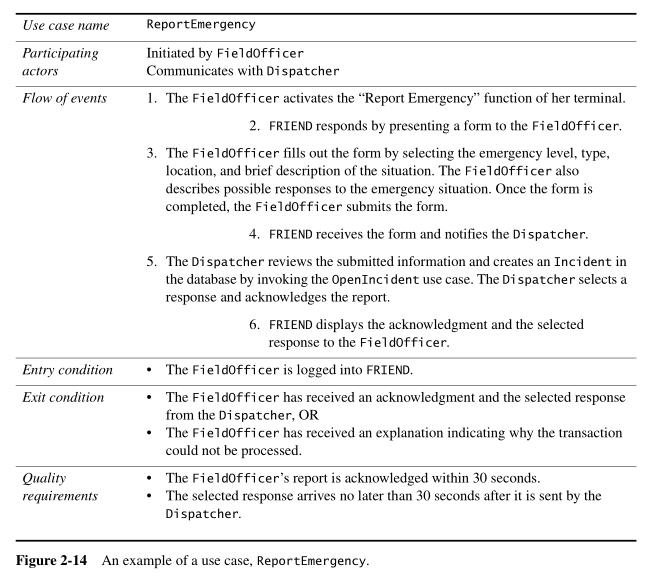 Use case name ReportEmergency
Participating Initiated by FieldOfficer
actors Communicates with Dispatcher
Flow of events 1. The FieldOfficer activates the “Report Emergency” function of her terminal.
2. FRIEND responds by presenting a form to the FieldOfficer.
3. The FieldOfficer fills out the form by selecting the emergency level, type,
location, and brief description of the situation. The FieldOfficer also
describes possible responses to the emergency situation. Once the form is
completed, the FieldOfficer submits the form.
4. FRIEND receives the form and notifies the Dispatcher.
5. The Dispatcher reviews the submitted information and creates an Incident in
the database by invoking the OpenIncident use case. The Dispatcher selects a
response and acknowledges the report.
6. FRIEND displays the acknowledgment and the selected
response to the FieldOfficer.
Entry condition • The FieldOfficer is logged into FRIEND.
Exit condition • The FieldOfficer has received an acknowledgment and the selected response
from the Dispatcher, OR
• The FieldOfficer has received an explanation indicating why the transaction
could not be processed.
Quality • The FieldOfficer’s report is acknowledged within 30 seconds.
requirements • The selected response arrives no later than 30 seconds after it is sent by the
Dispatcher.
Figure 2-14 An example of a use case, ReportEmergency.